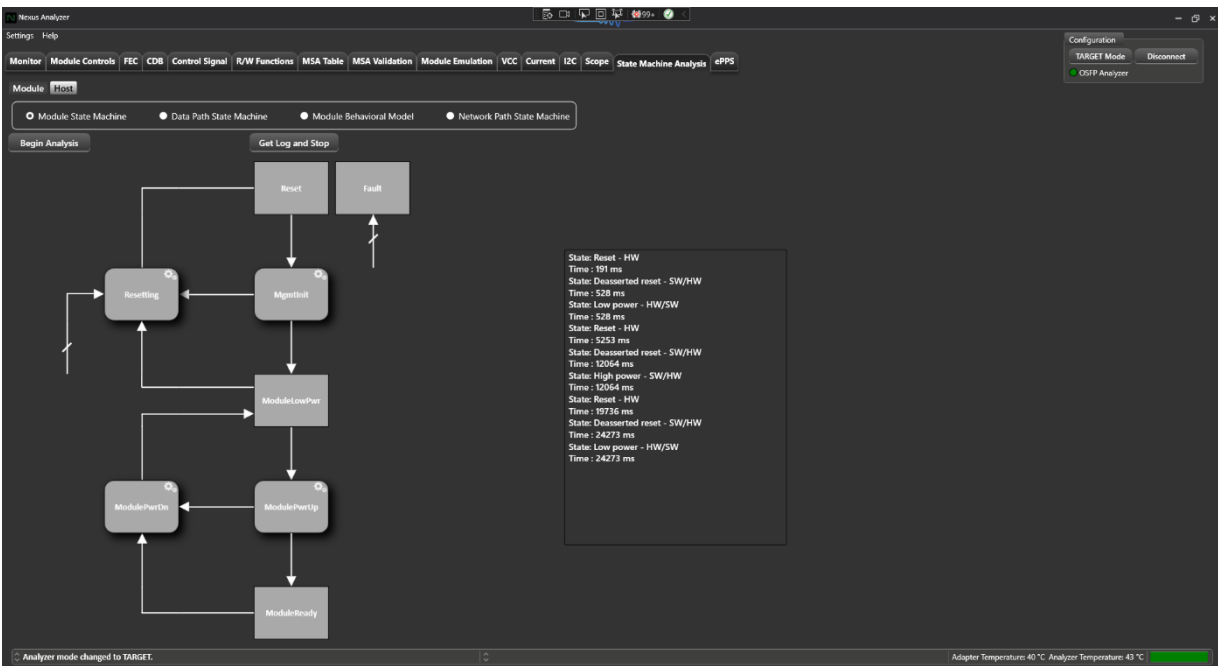 Nexus Analyzer
99+
Settings Help
Configuration
TARGET Mode Disconnect
OSFP Analyzer
Monitor Module Controls FEC CDB Control Signal R/W Functions MSA Table MSA Validation Module Emulation VCC Current I2C Scope State Machine Analysis ePPS
Module Host
Module State Machine Data Path State Machine Module Behavioral Model Network Path State Machine
Begin Analysis Get Log and Stop
Reset Fault
Resetting MgmtInit
ModuleLowPwr
ModulePwrDn ModulePwrUp
ModuleReady
State: Reset - HW
Time : 191 ms
State: Deasserted reset - SW/HW
Time : 528 ms
State: Low power - HW/SW
Time : 528 ms
State: Reset - HW
Time : 5253 ms
State: Deasserted reset - SW/HW
Time : 12064 ms
State: High power - SW/HW
Time : 12064 ms
State: Reset - HW
Time : 19736 ms
State: Deasserted reset - SW/HW
Time : 24273 ms
State: Low power - HW/SW
Time : 24273 ms
Analyzer mode changed to TARGET.
Adapter Temperature: 40 °C Analyzer Temperature: 43 °C